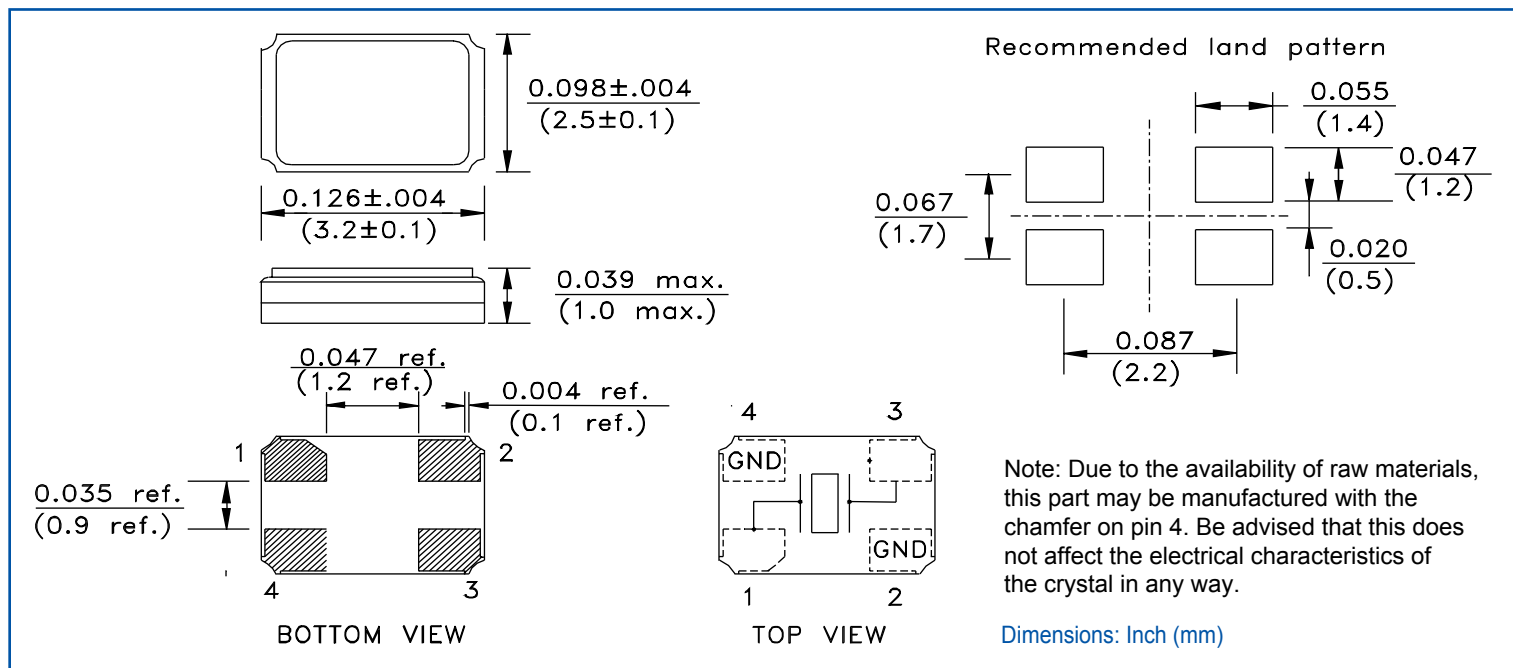 0.098±.004
(2.5±0.1)
0.126±.004
(3.2±0.1)
0.039 max.
(1.0 max.)
0.047 ref.
(1.2 ref.)
0.004 ref.
(0.1 ref.)
1
2
0.035 ref.
(0.9 ref.)
4
3
BOTTOM VIEW
4
3
GND
GND
1
2
TOP VIEW
Recommended land pattern
0.055
(1.4)
0.047
(1.2)
0.067
(1.7)
0.020
(0.5)
0.087
(2.2)
Note: Due to the availability of raw materials,
this part may be manufactured with the
chamfer on pin 4. Be advised that this does
not affect the electrical characteristics of
the crystal in any way.
Dimensions: Inch (mm)